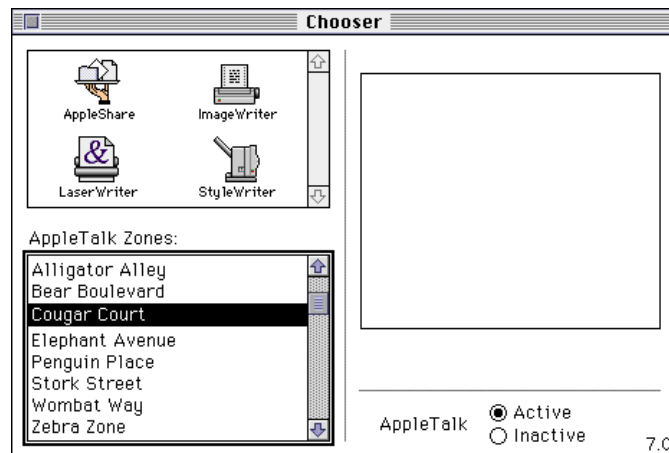 Chooser
AppleShare
ImageWriter
&
LaserWriter
StyleWriter
AppleTalk Zones:
Alligator Alley
Bear Boulevard
Cougar Court
Elephant Avenue
Penguin Place
Stork Street
Wombat Way
Zebra Zone
AppleTalk
Active
Inactive
7.0